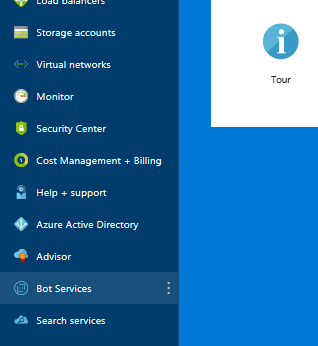 Load balancers
Storage accounts
Virtual networks
Monitor
Security Center
Cost Management + Billing
Help + support
Azure Active Directory
Advisor
Bot Services
Search services
Tour